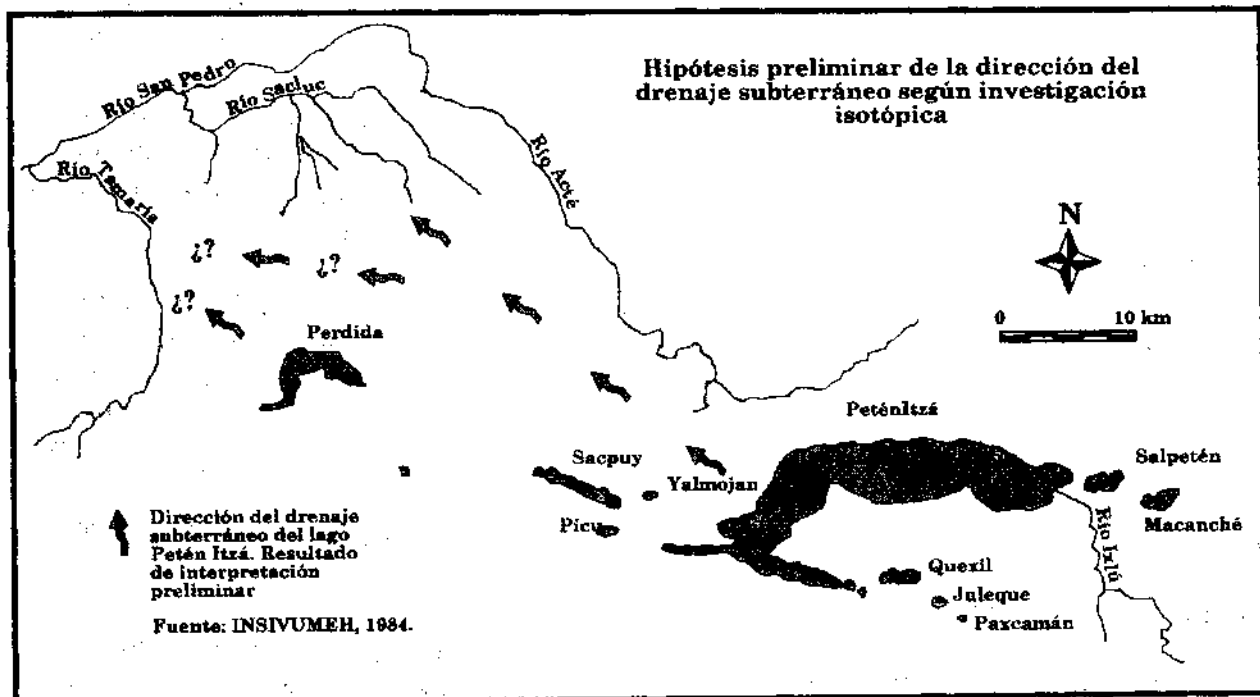 Hipótesis preliminar de la dirección del
drenaje subterráneo según investigación
isotópica
Río San Pedro
Río Sacluc
Río Tamaris
Río Acté
N
0 10 km
¿?
¿?
¿?
Perdida
PeténItzá
Sacpuy
Yalmojan
Picu
Salpetén
Macanché
Río Ixlú
Quexil
Juleque
Paxcamán
Dirección del drenaje
subterráneo del lago
Petén Itzá. Resultado
de interpretación
preliminar
Fuente: INSIVUMEH, 1984.